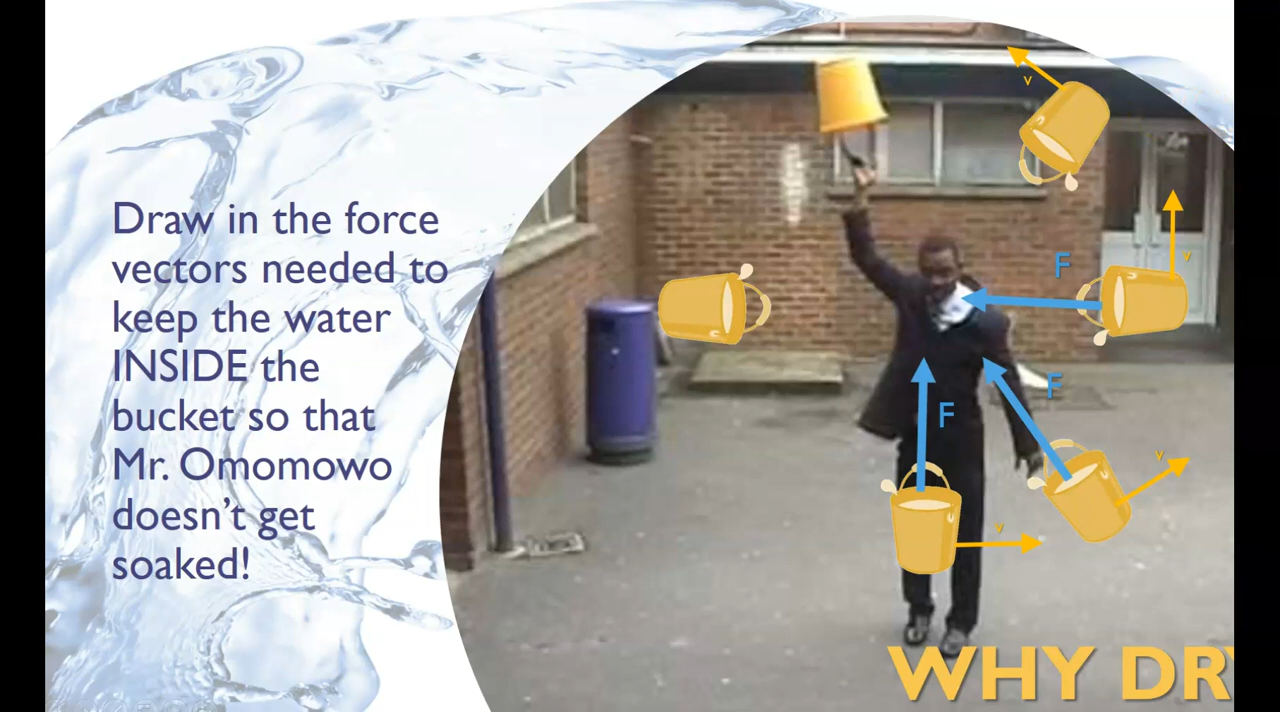 Draw in the force
vectors needed to
keep the water
INSIDE the
bucket so that
Mr. Omomowo
doesn't get
soaked!
v
v
F
F
v
F
v
WHY DRY